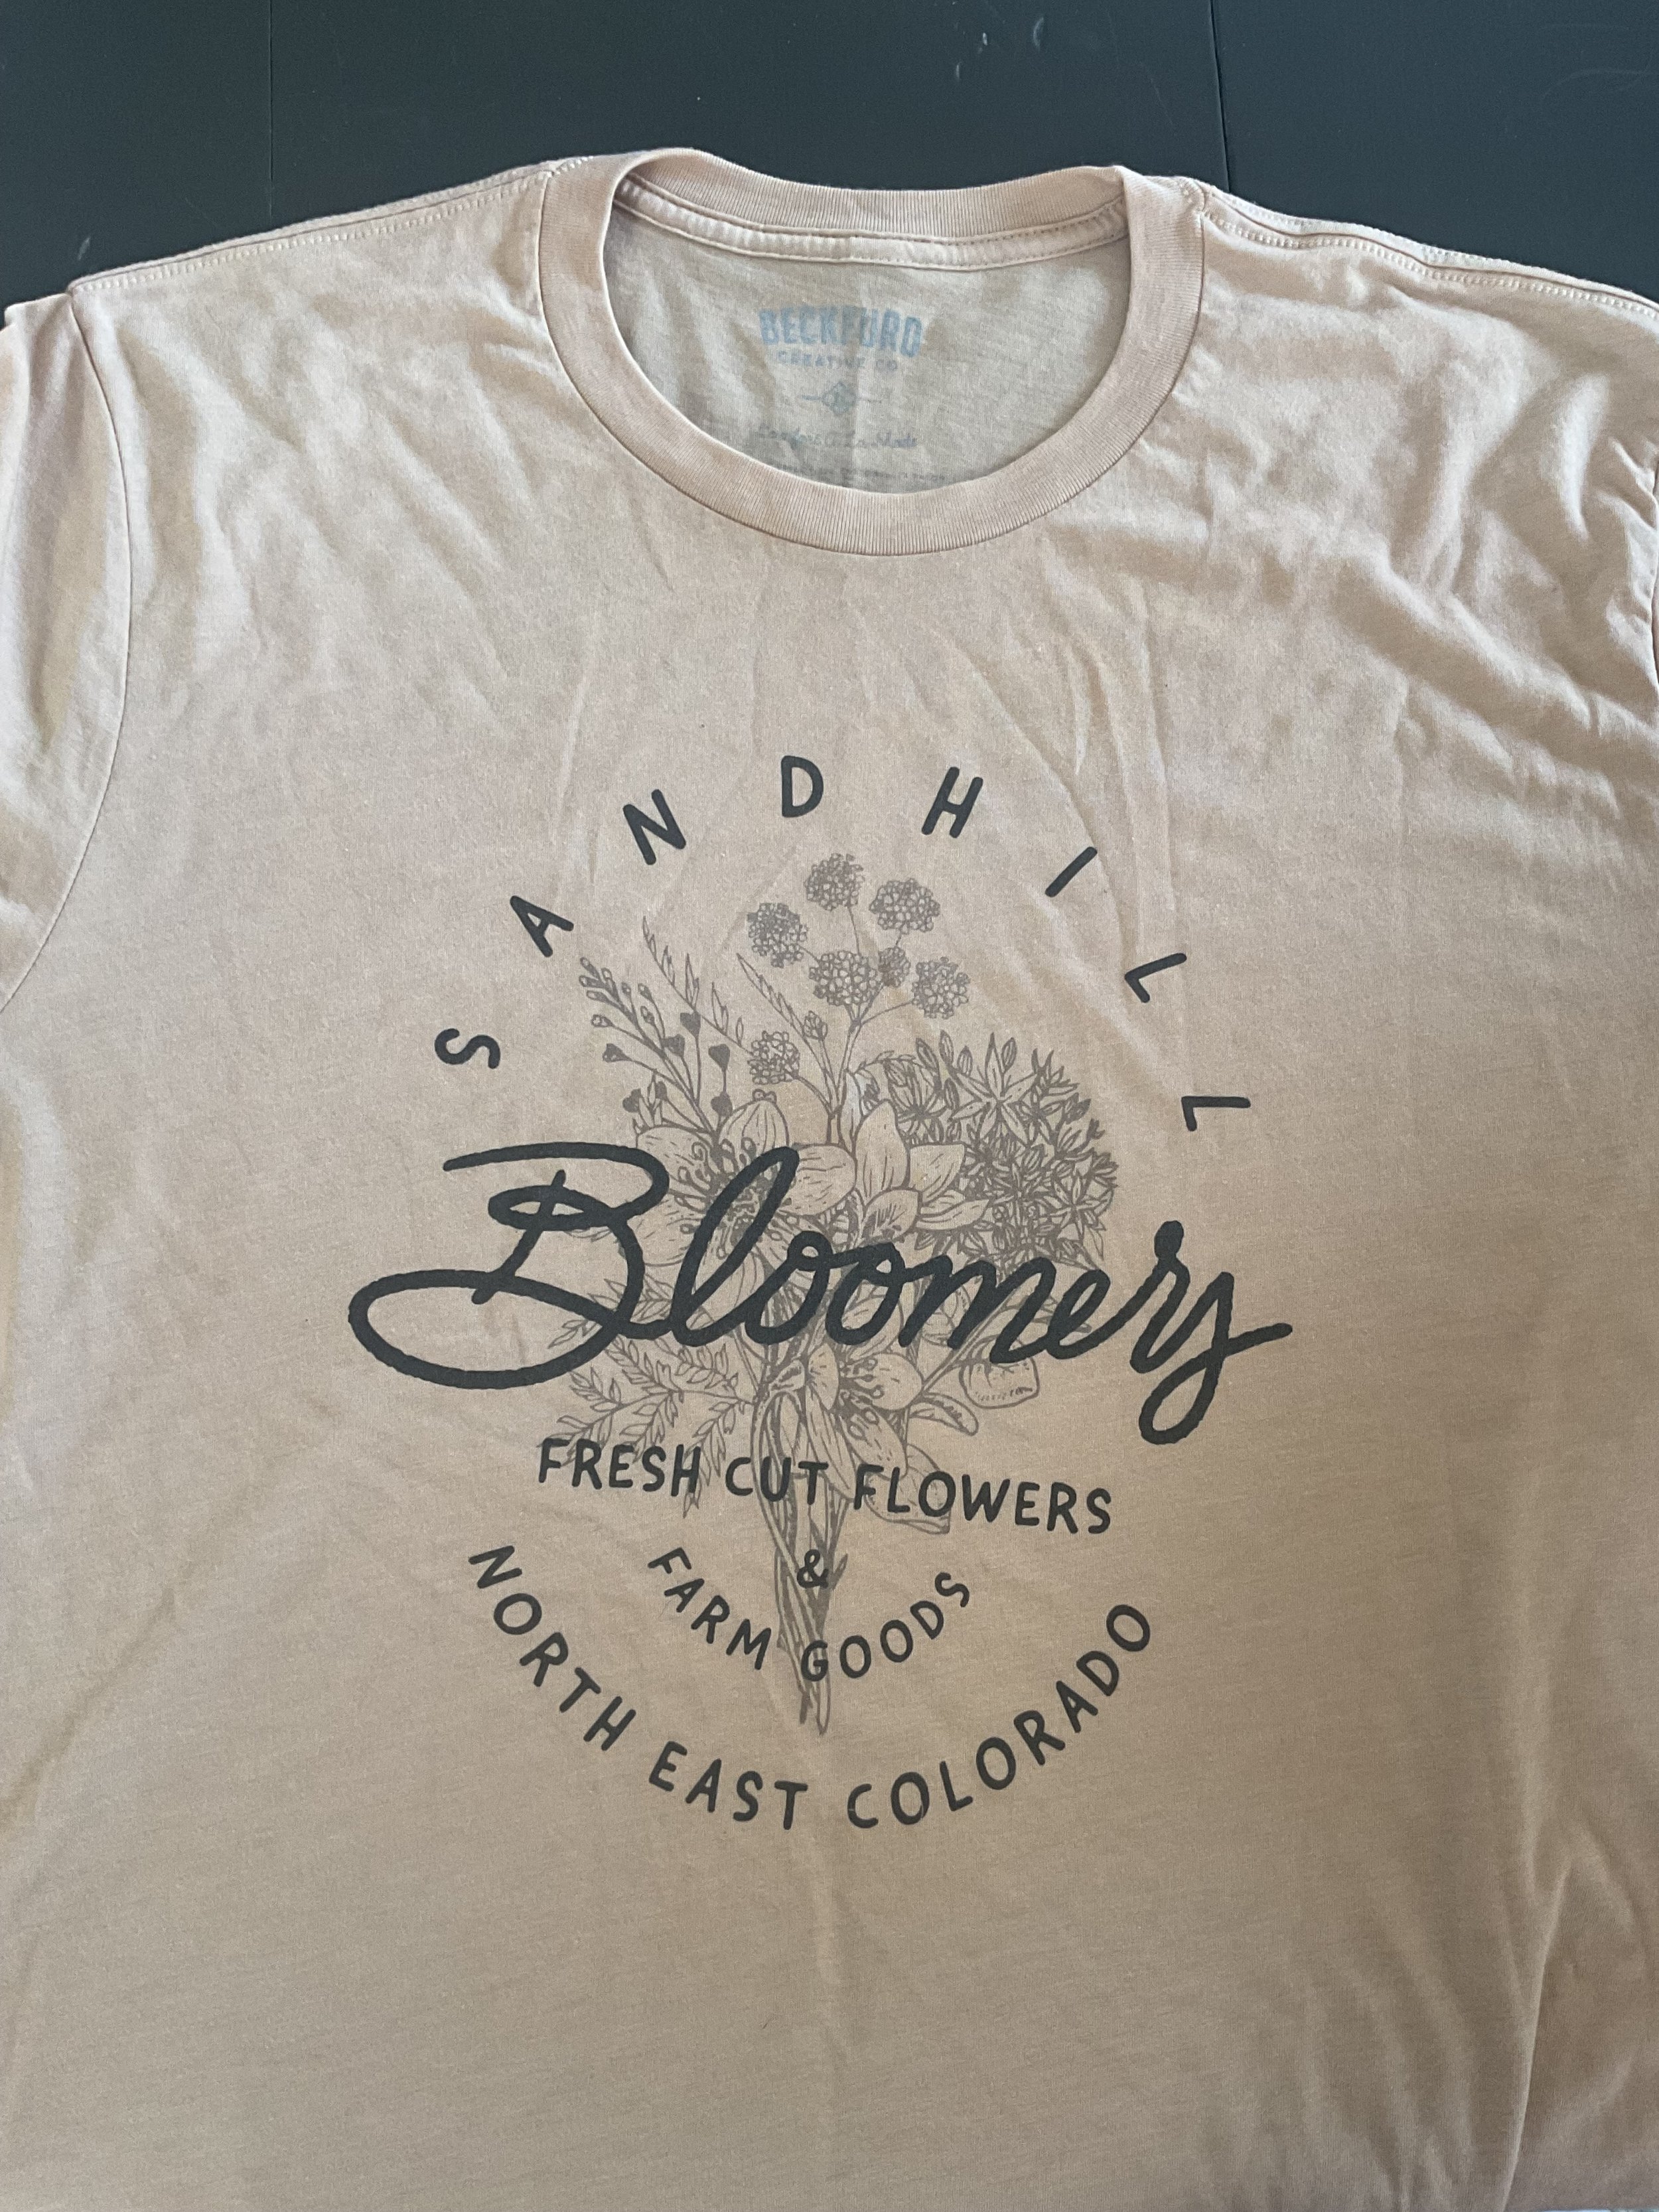 BECKFORD
CREATIVE CO
SANDHILL
Bloomery
FRESH CUT FLOWERS
&
FARM GOODS
NORTH EAST COLORADO